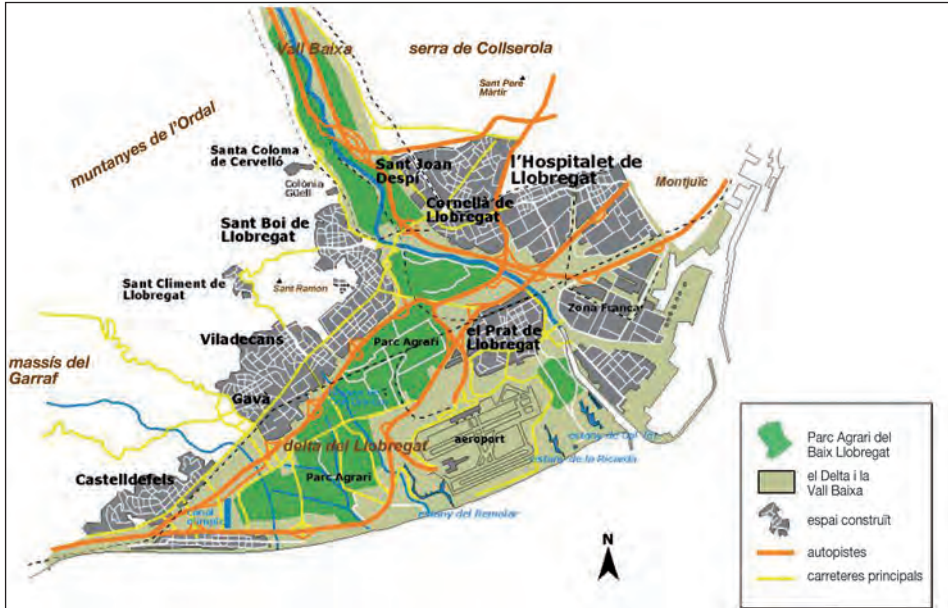 Vall Baixa
serra de Collserola
Sant Pere
Màrtir
muntanyes de l'Ordal
Santa Coloma
de Cervelló
Colònia
Güell
Sant Joan
Despí
l'Hospitalet de
Llobregat
Montjuïc
Cornellà de
Llobregat
Sant Boi de
Llobregat
Sant Climent de
Llobregat
Sant Ramon
Zona Franca
Viladecans
Parc Agrari
el Prat de
Llobregat
massís del
Garraf
Gavà
delta del Llobregat
aeroport
estany de la Ricarda
Castelldefels
Parc Agrari
canal
olímpic
estany del Remolar
N
Parc Agrari del
Baix Llobregat
el Delta i la
Vall Baixa
espai construït
autopistes
carreteres principals